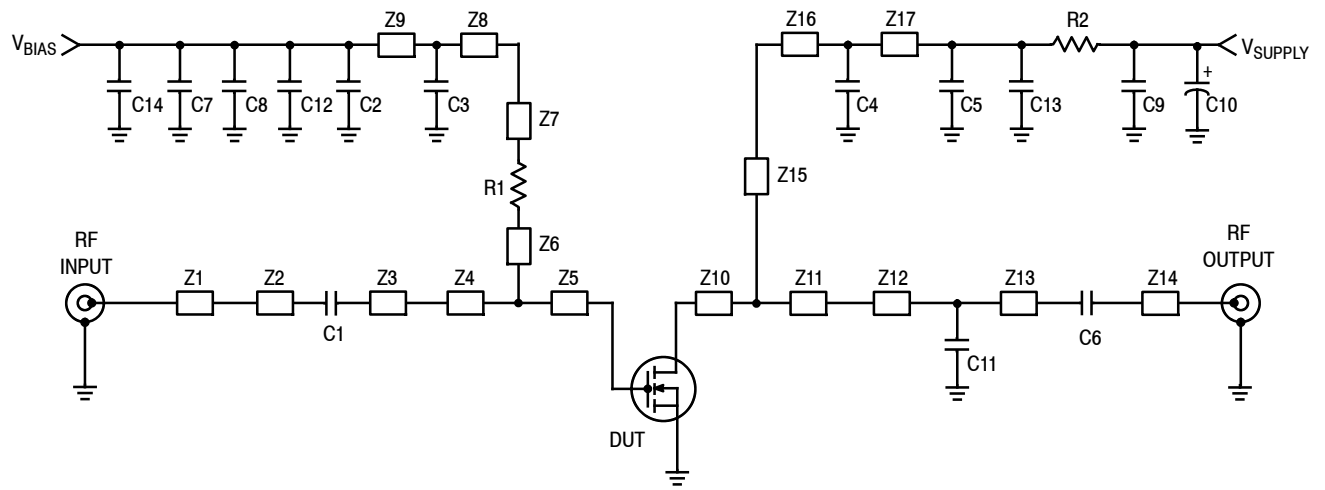 Z9 Z8 Z16 Z17 R2
VBIAS VSUPPLY
C14 C7 C8 C12 C2 C3 C4 C5 C13 C9 + C10
Z7
R1 Z15
Z6
RF
INPUT
RF
OUTPUT
Z1 Z2 Z3 Z4 Z5 Z10 Z11 Z12 Z13 Z14
C1 C6
C11
DUT